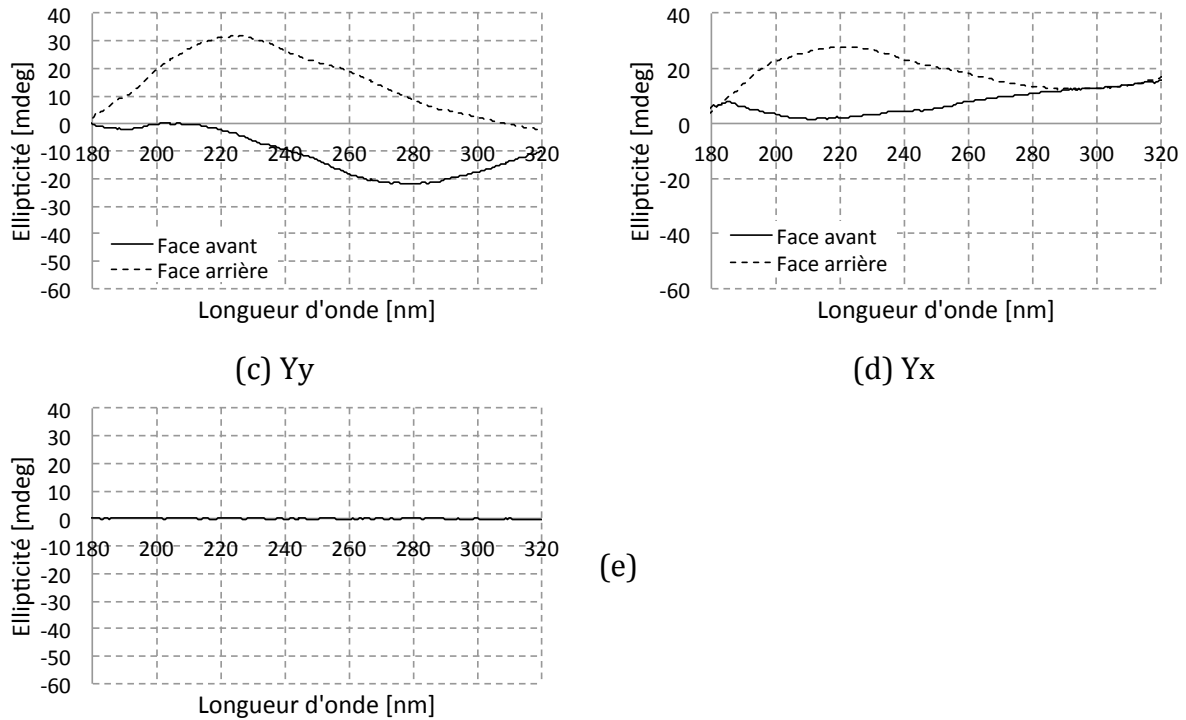 40
30
20
10
0
-10
-20
-30
-40
-50
-60
Ellipticité [mdeg]
180 200 220 240 260 280 300 320
Face avant
Face arrière
Longueur d'onde [nm]
(c) Yy
40
20
0
-20
-40
-60
Ellipticité [mdeg]
180 200 220 240 260 280 300 320
Face avant
Face arrière
Longueur d'onde [nm]
(d) Yx
40
30
20
10
0
-10
-20
-30
-40
-50
-60
Ellipticité [mdeg]
180 200 220 240 260 280 300 320
Longueur d'onde [nm]
(e)